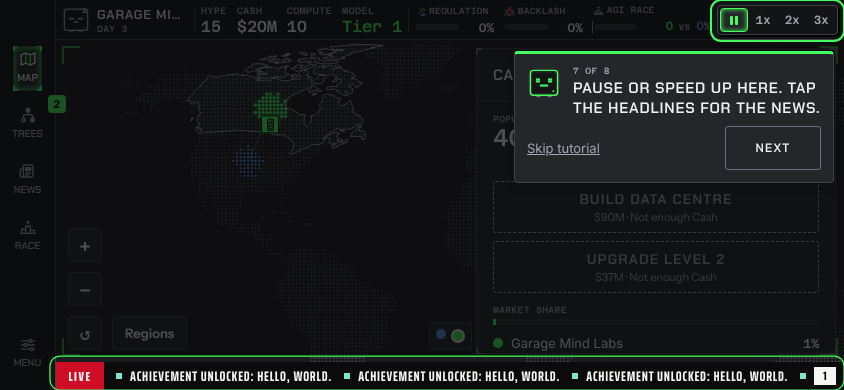 GARAGE MI...
DAY 3
HYPE
15
CASH
$20M
COMPUTE
10
MODEL
Tier 1
REGULATION
0%
BACKLASH
0%
AGI RACE
0 vs 0%
1x
2x
3x
7 OF 8
PAUSE OR SPEED UP HERE. TAP
THE HEADLINES FOR THE NEWS.
Skip tutorial
NEXT
MAP
2
TREES
NEWS
RACE
MENU
+
−
↺
Regions
CA
POPU
40
BUILD DATA CENTRE
$90M · Not enough Cash
UPGRADE LEVEL 2
$37M · Not enough Cash
MARKET SHARE
Garage Mind Labs
1%
LIVE
ACHIEVEMENT UNLOCKED: HELLO, WORLD. ACHIEVEMENT UNLOCKED: HELLO, WORLD. ACHIEVEMENT UNLOCKED: HELLO, WORLD.
1